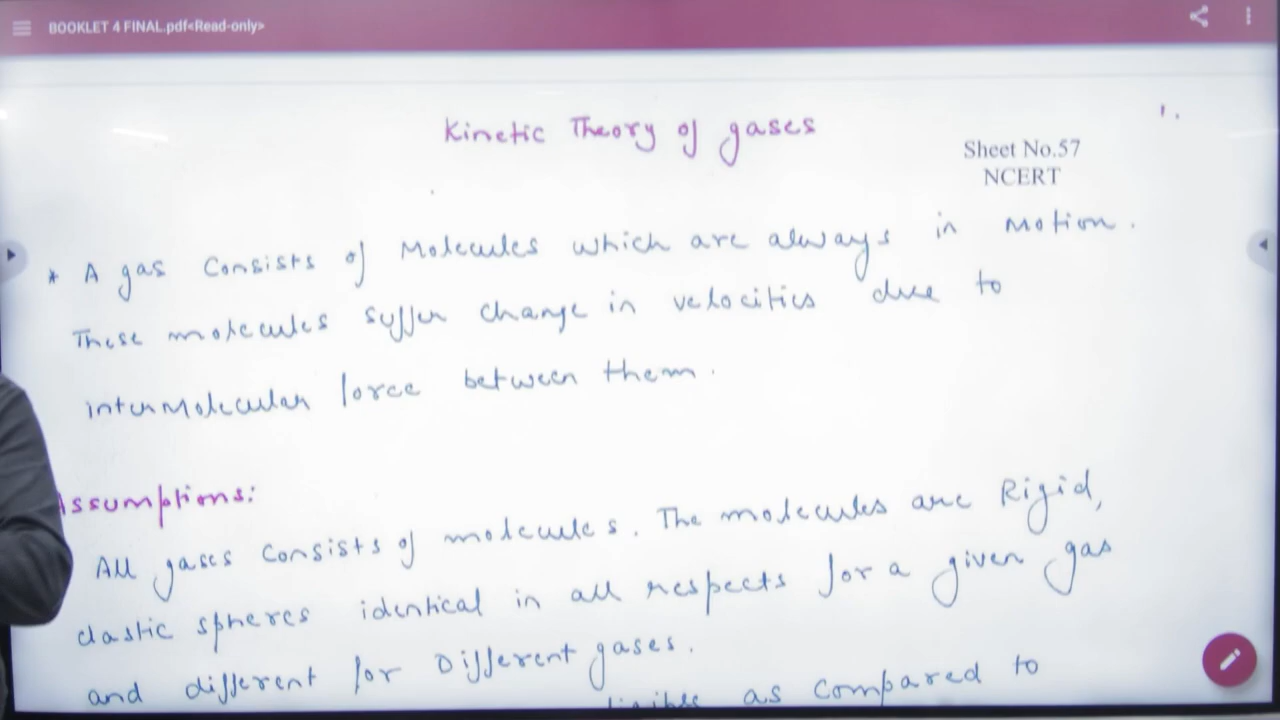 BOOKLET 4 FINAL.pdf<Read-only>
Kinetic Theory of gases
1.
Sheet No.57
NCERT
* A gas consists of Molecules which are always in Motion.
These molecules suffer change in velocities due to
interMolecular force between them.
Assumptions:
All gases consists of molecules. The molecules are Rigid,
elastic spheres identical in all respects for a given gas
and different for Different gases.
as compared to